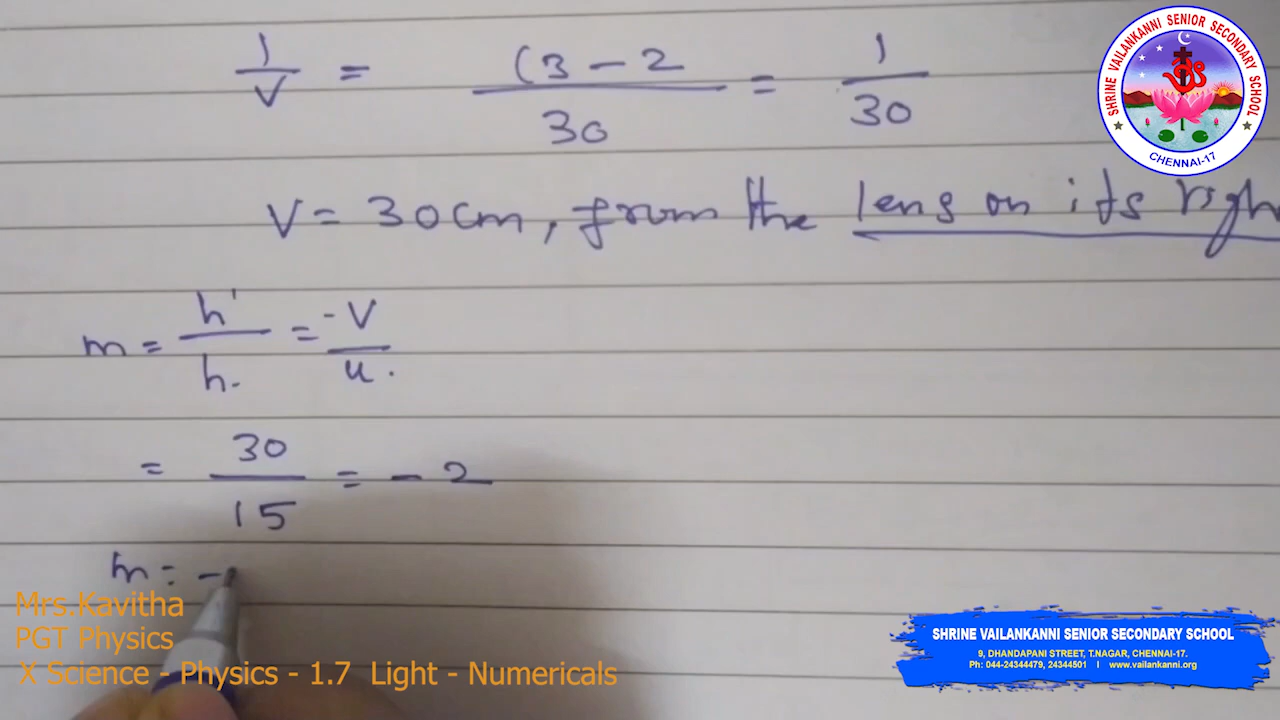 1/V = (3 – 2 / 30 = 1/30
V = 30 cm, from the lens on its righ
m = h'/h. = -V/u.
= 30/15 = – 2
m = –
Mrs.Kavitha
PGT Physics
X Science - Physics - 1.7 Light - Numericals
SHRINE VAILANKANNI SENIOR SECONDARY SCHOOL
CHENNAI-17
SHRINE VAILANKANNI SENIOR SECONDARY SCHOOL
9, DHANDAPANI STREET, T.NAGAR, CHENNAI-17.
Ph: 044-24344479, 24344501 I www.vailankanni.org